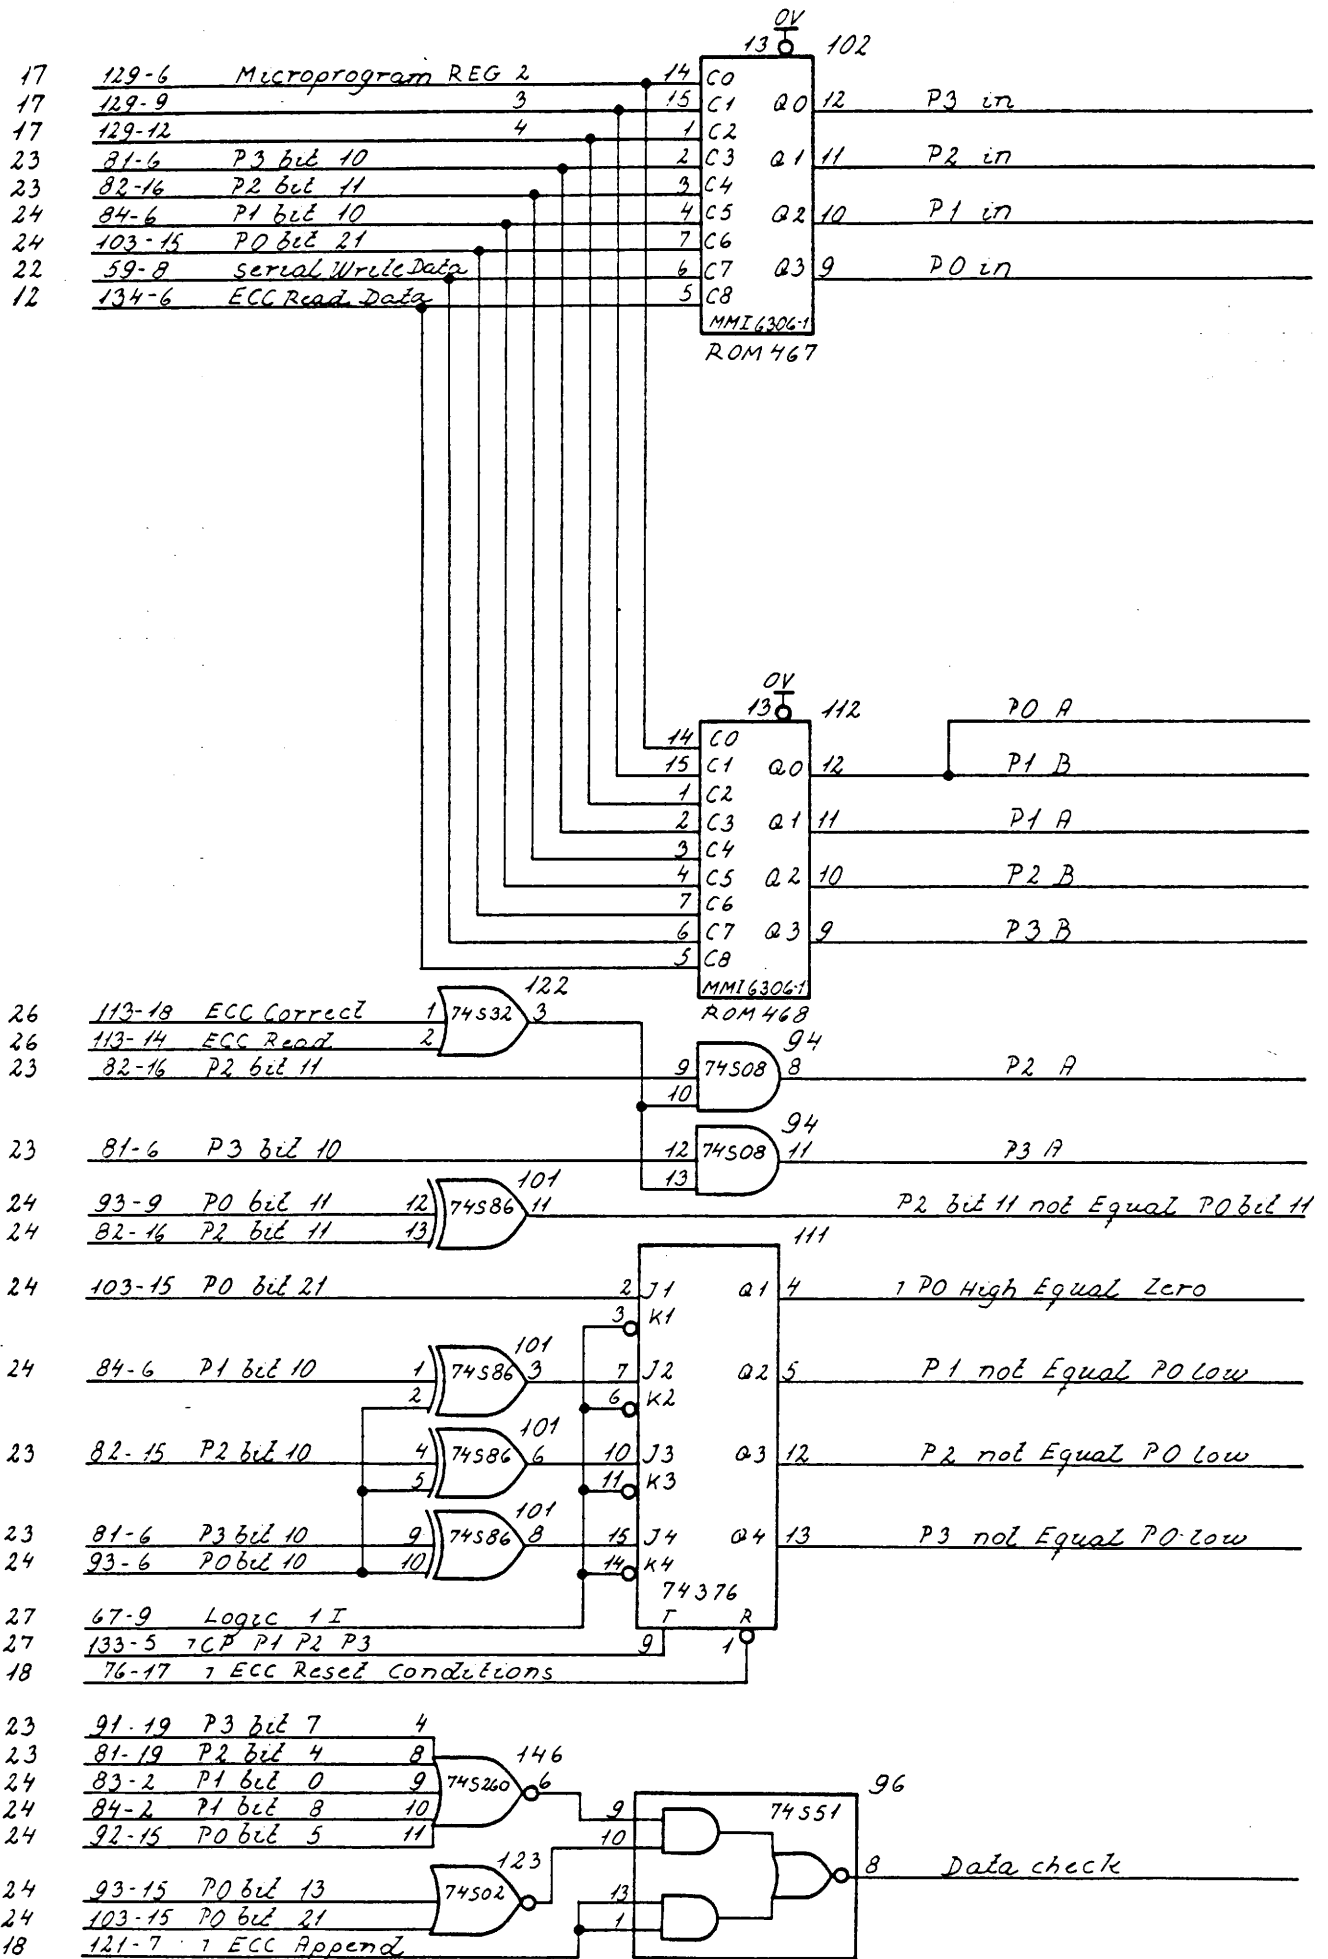 0V
13 102
17 129-6 Microprogram REG 2 14 C0
17 129-9 3 15 C1 Q0 12 P3 in
17 129-12 4 1 C2
23 81-6 P3 bit 10 2 C3 Q1 11 P2 in
23 82-16 P2 bit 11 3 C4
24 84-6 P1 bit 10 4 C5 Q2 10 P1 in
24 103-15 P0 bit 21 7 C6
22 59-8 serial Write Data 6 C7 Q3 9 P0 in
12 134-6 ECC Read Data 5 C8
MMI6306-1
ROM 467
0V
13 112 P0 A
14 C0
15 C1 Q0 12 P1 B
1 C2
2 C3 Q1 11 P1 A
3 C4
4 C5 Q2 10 P2 B
7 C6
6 C7 Q3 9 P3 B
5 C8
122 MMI6306-1
26 113-18 ECC Correct 1 74S32 3 ROM 468
26 113-14 ECC Read 2 94
23 82-16 P2 bit 11 9 74S08 8 P2 A
10
94
23 81-6 P3 bit 10 12 74S08 11 P3 A
13
101
24 93-9 P0 bit 11 12 74S86 11 P2 bit 11 not Equal P0 bit 11
24 82-16 P2 bit 11 13
111
24 103-15 P0 bit 21 2 J1 Q1 4 ¬ P0 High Equal Zero
3 K1
101
24 84-6 P1 bit 10 1 74S86 3 7 J2 Q2 5 P1 not Equal P0 low
2 6 K2
101
23 82-15 P2 bit 10 4 74S86 6 10 J3 Q3 12 P2 not Equal P0 low
5 11 K3
101
23 81-6 P3 bit 10 9 74S86 8 15 J4 Q4 13 P3 not Equal P0 low
24 93-6 P0 bit 10 10 14 K4
74376
27 67-9 Logic 1 I T R
27 133-5 ¬CP P1 P2 P3 9 1
18 76-17 ¬ ECC Reset Conditions
23 91-19 P3 bit 7 4
23 81-19 P2 bit 4 8 146
24 83-2 P1 bit 0 9 74S260 6 96
24 84-2 P1 bit 8 10 9 74S51
24 92-15 P0 bit 5 11 10
123 8 Data check
24 93-15 P0 bit 13 74S02 13
24 103-15 P0 bit 21 1
18 121-7 ¬ ECC Append